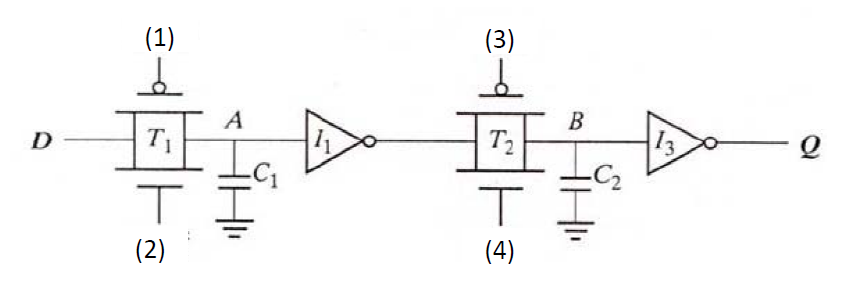 (1) (3)
D T1 A I1 T2 B I3 Q
C1 C2
(2) (4)